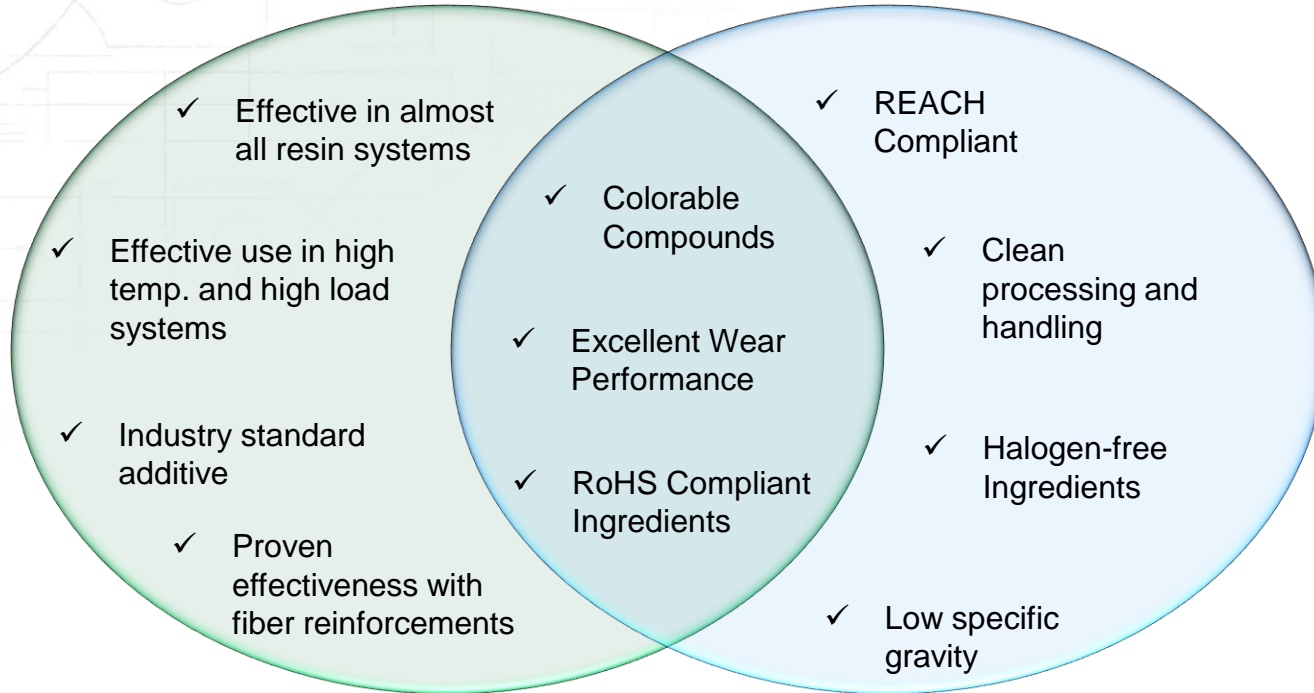 ✓ Effective in almost
all resin systems
✓ Effective use in high
temp. and high load
systems
✓ Industry standard
additive
✓ Proven
effectiveness with
fiber reinforcements
✓ Colorable
Compounds
✓ Excellent Wear
Performance
✓ RoHS Compliant
Ingredients
✓ REACH
Compliant
✓ Clean
processing and
handling
✓ Halogen-free
Ingredients
✓ Low specific
gravity